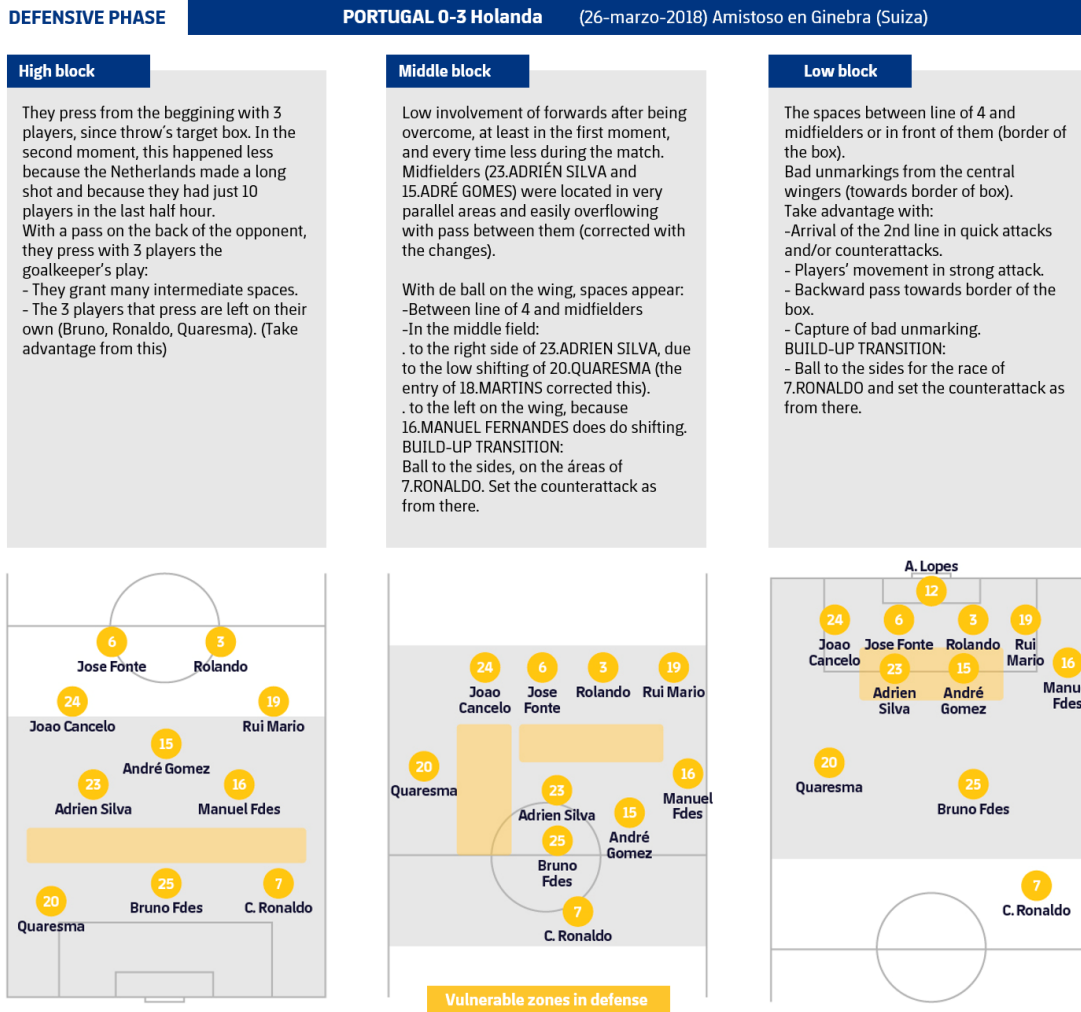 DEFENSIVE PHASE
PORTUGAL 0-3 Holanda (26-marzo-2018) Amistoso en Ginebra (Suiza)
High block
They press from the beggining with 3
players, since throw´s target box. In the
second moment, this happened less
because the Netherlands made a long
shot and because they had just 10
players in the last half hour.
With a pass on the back of the opponent,
they press with 3 players the
goalkeeper's play:
- They grant many intermediate spaces.
- The 3 players that press are left on their
own (Bruno, Ronaldo, Quaresma). (Take
advantage from this)
Middle block
Low involvement of forwards after being
overcome, at least in the first moment,
and every time less during the match.
Midfielders (23.ADRIÉN SILVA and
15.ADRÉ GOMES) were located in very
parallel areas and easily overflowing
with pass between them (corrected with
the changes).
With de ball on the wing, spaces appear:
-Between line of 4 and midfielders
-In the middle field:
. to the right side of 23.ADRIEN SILVA, due
to the low shifting of 20.QUARESMA (the
entry of 18.MARTINS corrected this).
. to the left on the wing, because
16.MANUEL FERNANDES does do shifting.
BUILD-UP TRANSITION:
Ball to the sides, on the áreas of
7.RONALDO. Set the counterattack as
from there.
Low block
The spaces between line of 4 and
midfielders or in front of them (border of
the box).
Bad unmarkings from the central
wingers (towards border of box).
Take advantage with:
-Arrival of the 2nd line in quick attacks
and/or counterattacks.
- Players' movement in strong attack.
- Backward pass towards border of the
box.
- Capture of bad unmarking.
BUILD-UP TRANSITION:
- Ball to the sides for the race of
7.RONALDO and set the counterattack as
from there.
6
Jose Fonte
3
Rolando
24
Joao Cancelo
19
Rui Mario
15
André Gomez
23
Adrien Silva
16
Manuel Fdes
20
Quaresma
25
Bruno Fdes
7
C. Ronaldo
24
Joao
Cancelo
6
Jose
Fonte
3
Rolando
19
Rui Mario
20
Quaresma
23
Adrien Silva
16
Manuel
Fdes
15
André
Gomez
25
Bruno
Fdes
7
C. Ronaldo
Vulnerable zones in defense
A. Lopes
12
24
Joao
Cancelo
6
Jose Fonte
3
Rolando
19
Rui
Mario
23
Adrien
Silva
15
André
Gomez
16
Manu
Fdes
20
Quaresma
25
Bruno Fdes
7
C. Ronaldo